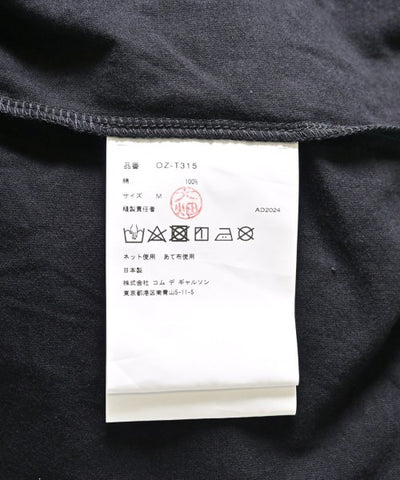 品番 OZ-T315
綿 100%
サイズ M
縫製責任者 AD2024
ネット使用 あて布使用
日本製
株式会社 コム デ ギャルソン
東京都港区南青山5-11-5